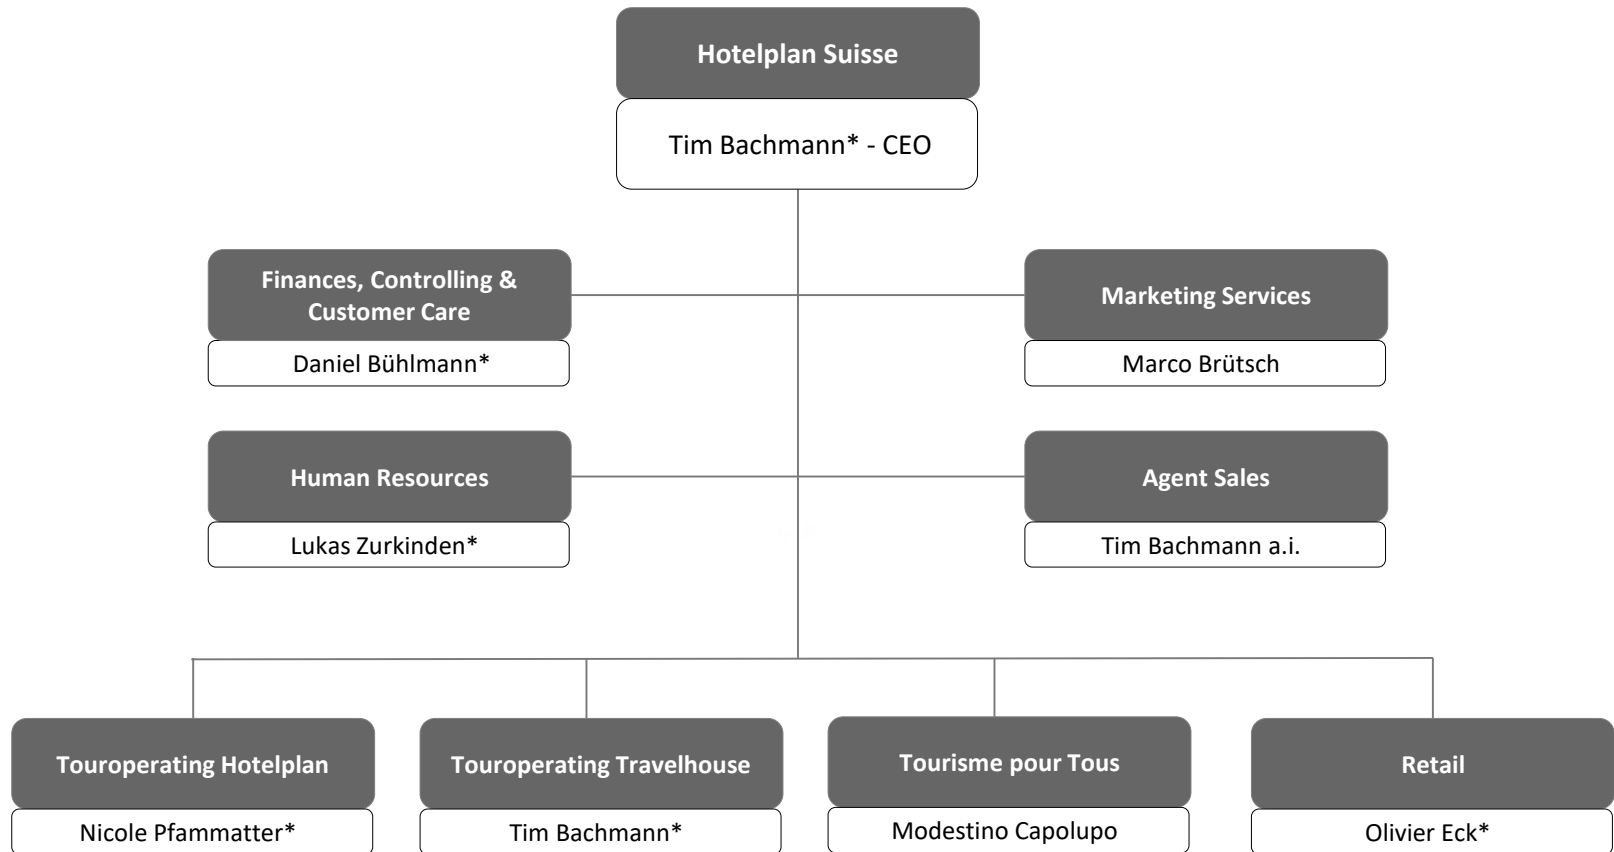 Hotelplan Suisse
Tim Bachmann* - CEO
Finances, Controlling &
Customer Care
Daniel Bühlmann*
Marketing Services
Marco Brütsch
Human Resources
Lukas Zurkinden*
Agent Sales
Tim Bachmann a.i.
Touroperating Hotelplan
Nicole Pfammatter*
Touroperating Travelhouse
Tim Bachmann*
Tourisme pour Tous
Modestino Capolupo
Retail
Olivier Eck*